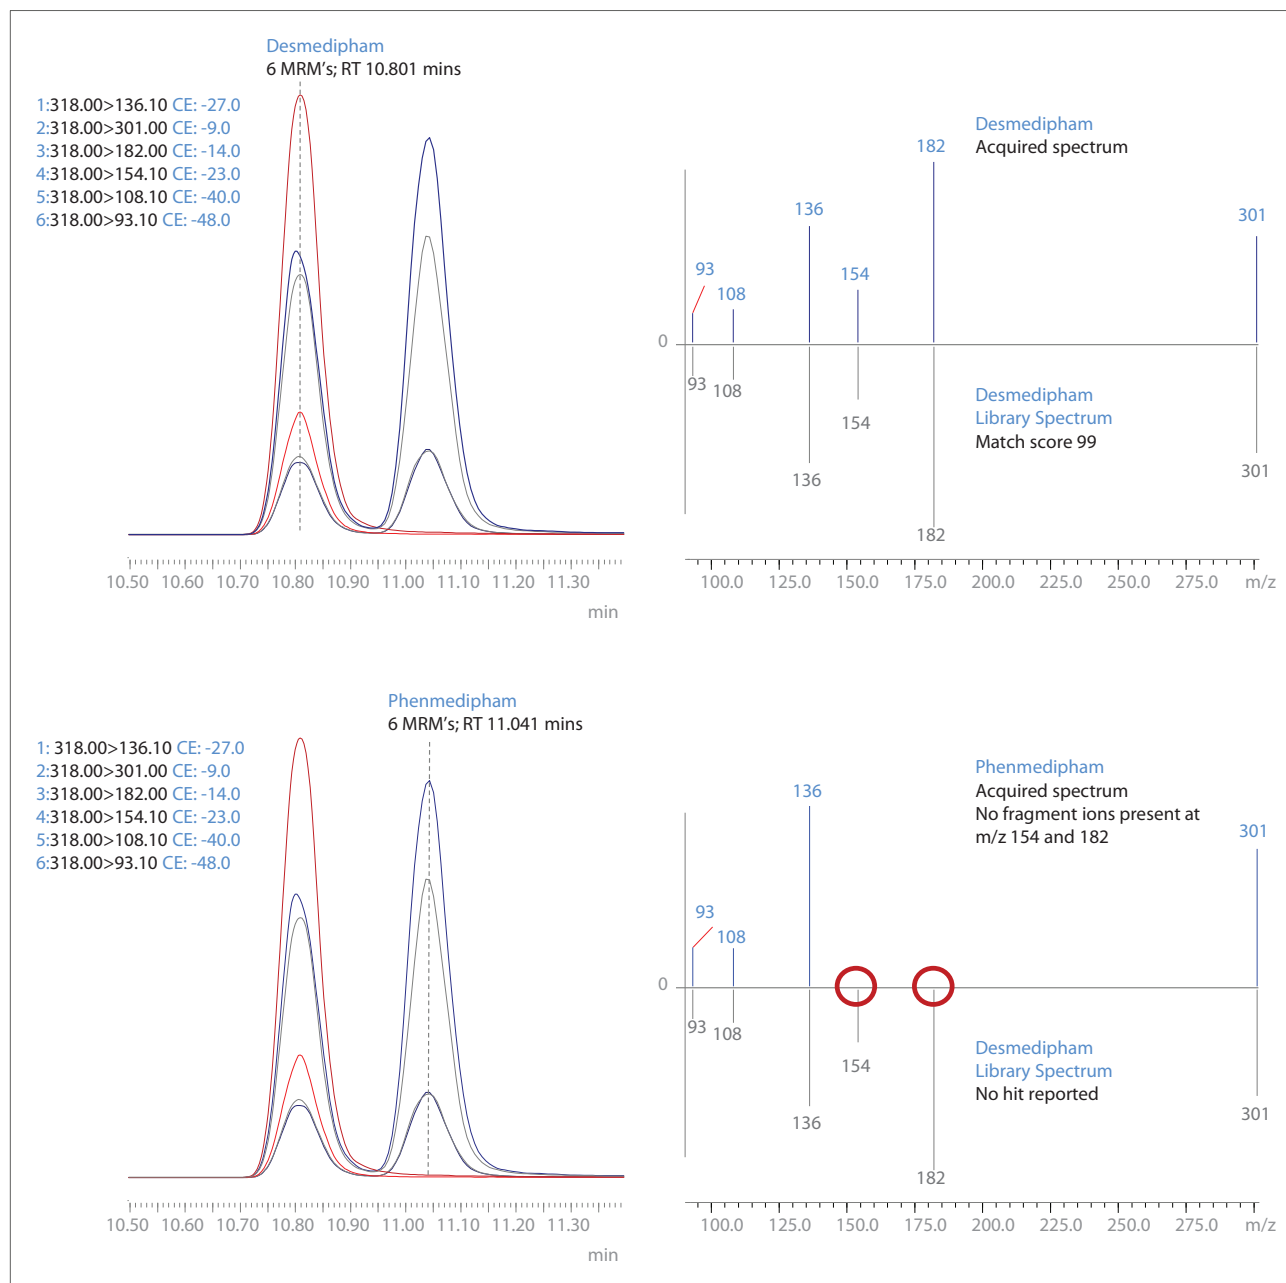 Desmedipham
6 MRM's; RT 10.801 mins
1:318.00>136.10 CE: -27.0
2:318.00>301.00 CE: -9.0
3:318.00>182.00 CE: -14.0
4:318.00>154.10 CE: -23.0
5:318.00>108.10 CE: -40.0
6:318.00>93.10 CE: -48.0
10.50 10.60 10.70 10.80 10.90 11.00 11.10 11.20 11.30
min
Desmedipham
Acquired spectrum
182
136
301
93
154
108
0
93
108
154
136
301
182
Desmedipham
Library Spectrum
Match score 99
100.0 125.0 150.0 175.0 200.0 225.0 250.0 275.0 m/z
Phenmedipham
6 MRM's; RT 11.041 mins
1: 318.00>136.10 CE: -27.0
2:318.00>301.00 CE: -9.0
3:318.00>182.00 CE: -14.0
4:318.00>154.10 CE: -23.0
5:318.00>108.10 CE: -40.0
6:318.00>93.10 CE: -48.0
10.50 10.60 10.70 10.80 10.90 11.00 11.10 11.20 11.30
min
Phenmedipham
Acquired spectrum
No fragment ions present at
m/z 154 and 182
136
301
93
108
0
93
108
154
136
301
182
Desmedipham
Library Spectrum
No hit reported
100.0 125.0 150.0 175.0 200.0 225.0 250.0 275.0 m/z